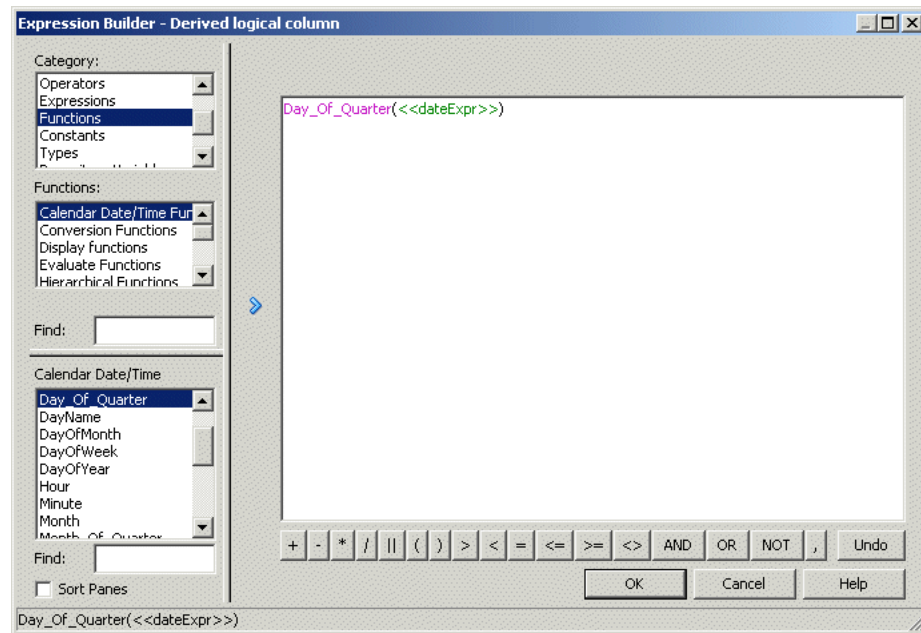 Expression Builder - Derived logical column
Category:
Operators
Expressions
Functions
Constants
Types
Functions:
Calendar Date/Time Fur
Conversion Functions
Display functions
Evaluate Functions
Hierarchical Functions
Find:
Calendar Date/Time
Day_Of_Quarter
DayName
DayOfMonth
DayOfWeek
DayOfYear
Hour
Minute
Month
Month_Of_Quarter
Find:
Sort Panes
Day_Of_Quarter(<<dateExpr>>)
+ - * / || ( ) > < = <= >= <> AND OR NOT , Undo
OK Cancel Help
Day_Of_Quarter(<<dateExpr>>)